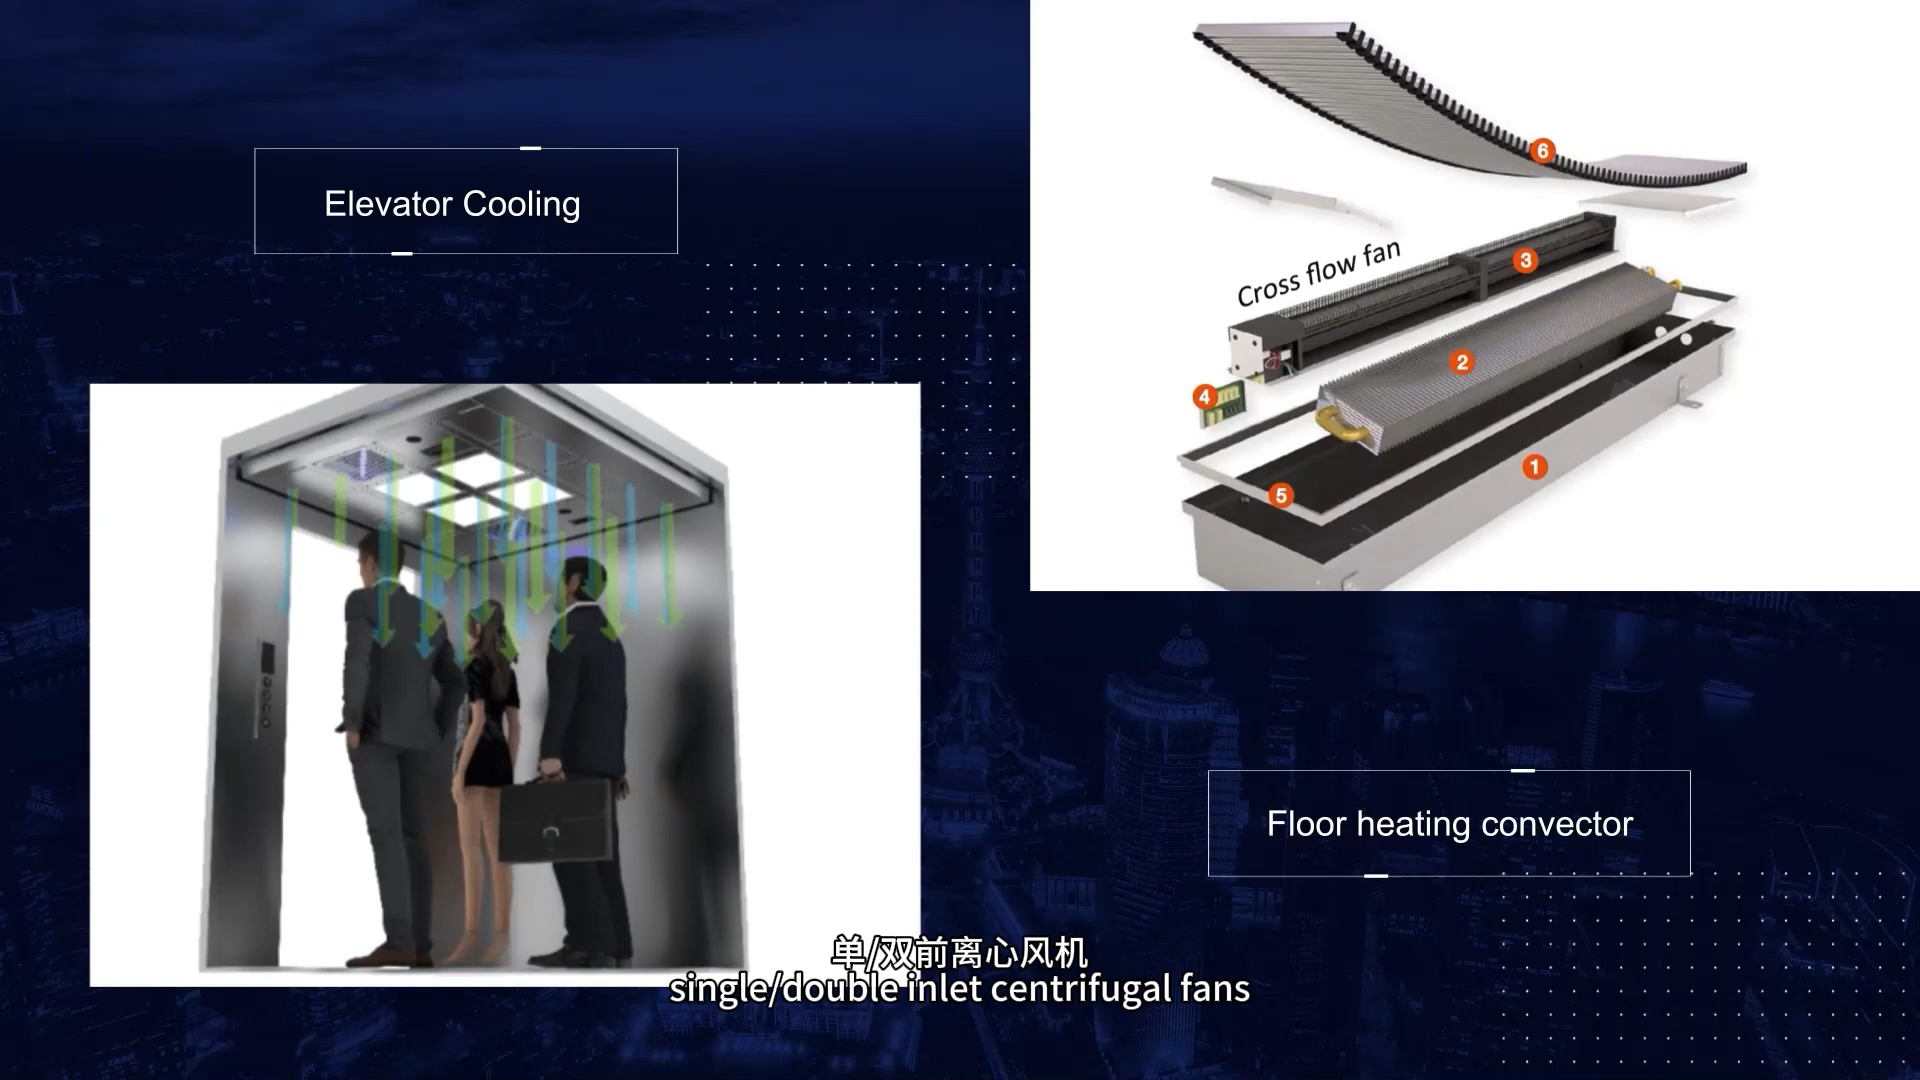 Elevator Cooling
6
Cross flow fan
3
2
4
1
5
Floor heating convector
单/双前离心风机
single/double inlet centrifugal fans